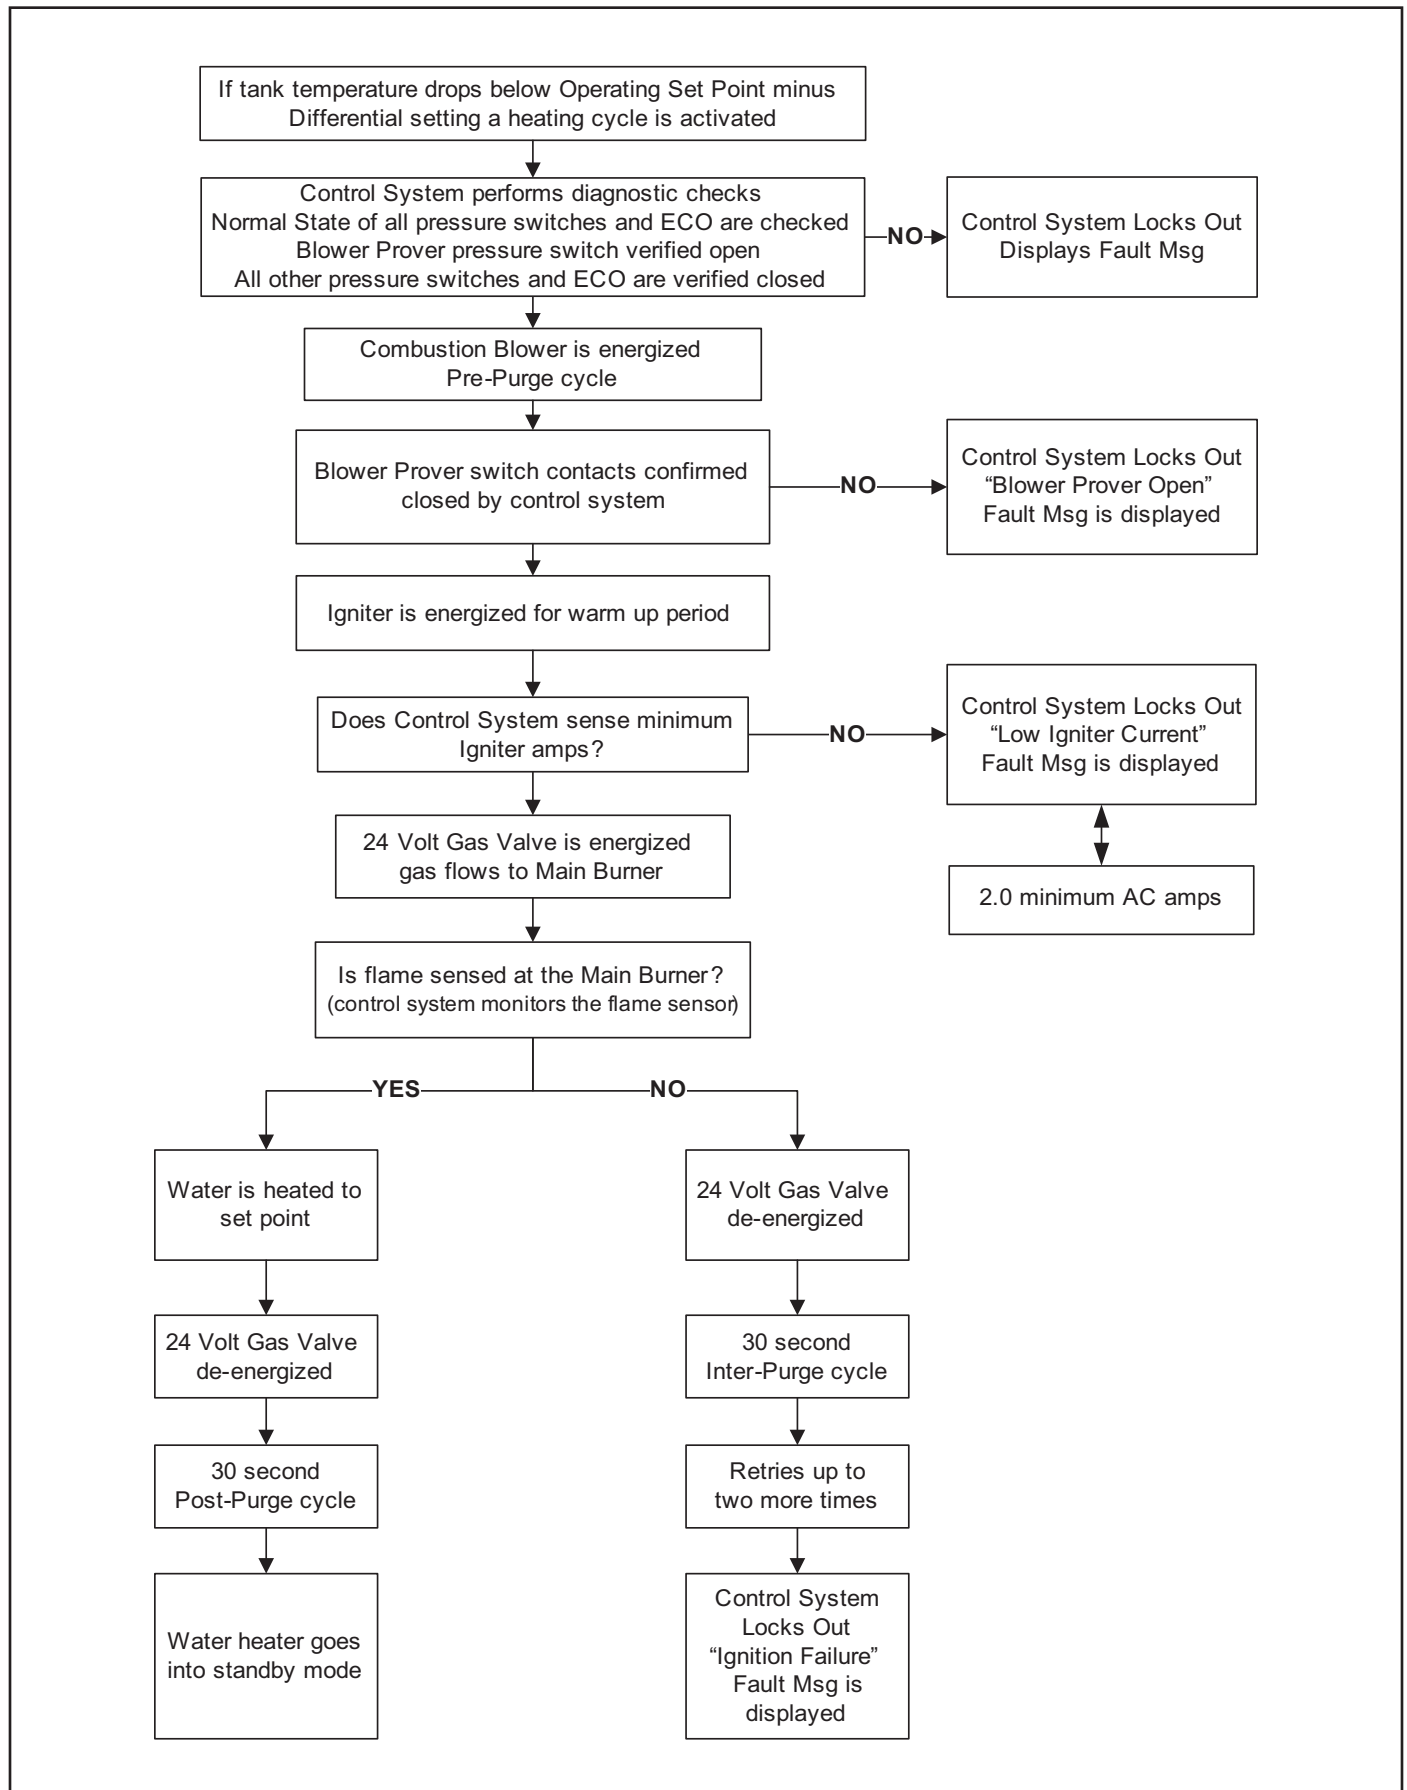 If tank temperature drops below Operating Set Point minus
Differential setting a heating cycle is activated
Control System performs diagnostic checks
Normal State of all pressure switches and ECO are checked
Blower Prover pressure switch verified open
All other pressure switches and ECO are verified closed
NO
Control System Locks Out
Displays Fault Msg
Combustion Blower is energized
Pre-Purge cycle
Blower Prover switch contacts confirmed
closed by control system
NO
Control System Locks Out
“Blower Prover Open”
Fault Msg is displayed
Igniter is energized for warm up period
Does Control System sense minimum
Igniter amps?
NO
Control System Locks Out
“Low Igniter Current”
Fault Msg is displayed
2.0 minimum AC amps
24 Volt Gas Valve is energized
gas flows to Main Burner
Is flame sensed at the Main Burner?
(control system monitors the flame sensor)
YES
NO
Water is heated to
set point
24 Volt Gas Valve
de-energized
30 second
Post-Purge cycle
Water heater goes
into standby mode
24 Volt Gas Valve
de-energized
30 second
Inter-Purge cycle
Retries up to
two more times
Control System
Locks Out
“Ignition Failure”
Fault Msg is
displayed